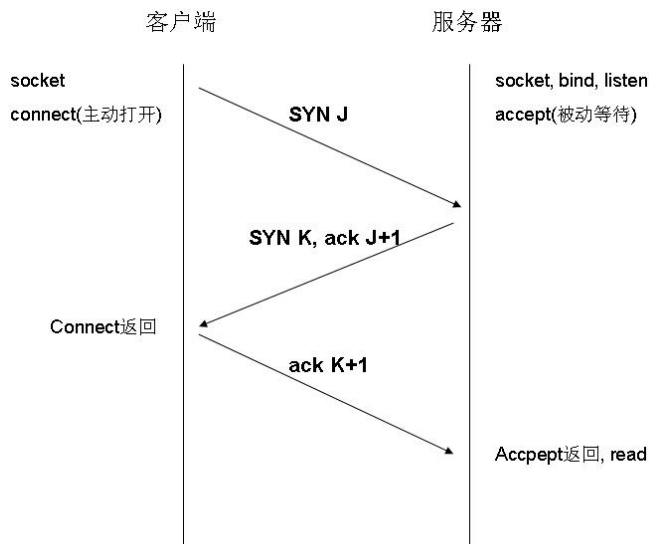 客户端
服务器
socket
socket, bind, listen
connect(主动打开)
SYN J
accept(被动等待)
SYN K, ack J+1
Connect返回
ack K+1
Accpept返回, read